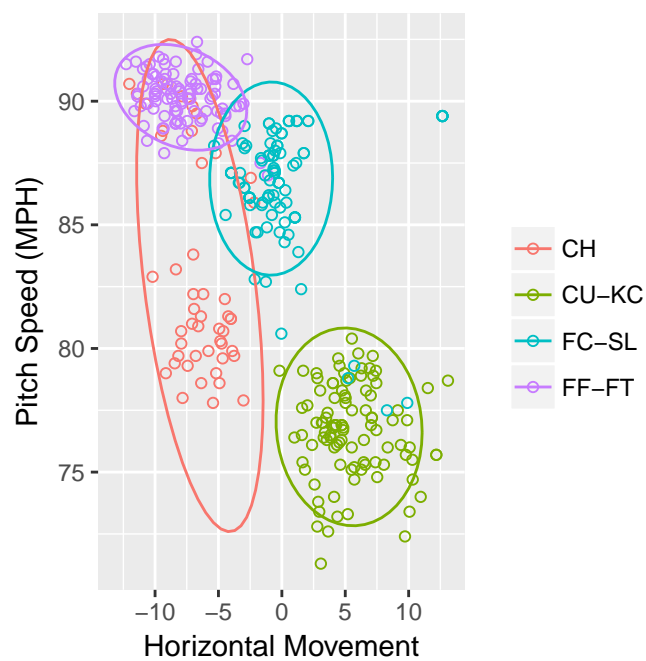 90
85
80
75
Pitch Speed (MPH)
−10 −5 0 5 10
Horizontal Movement
CH
CU−KC
FC−SL
FF−FT